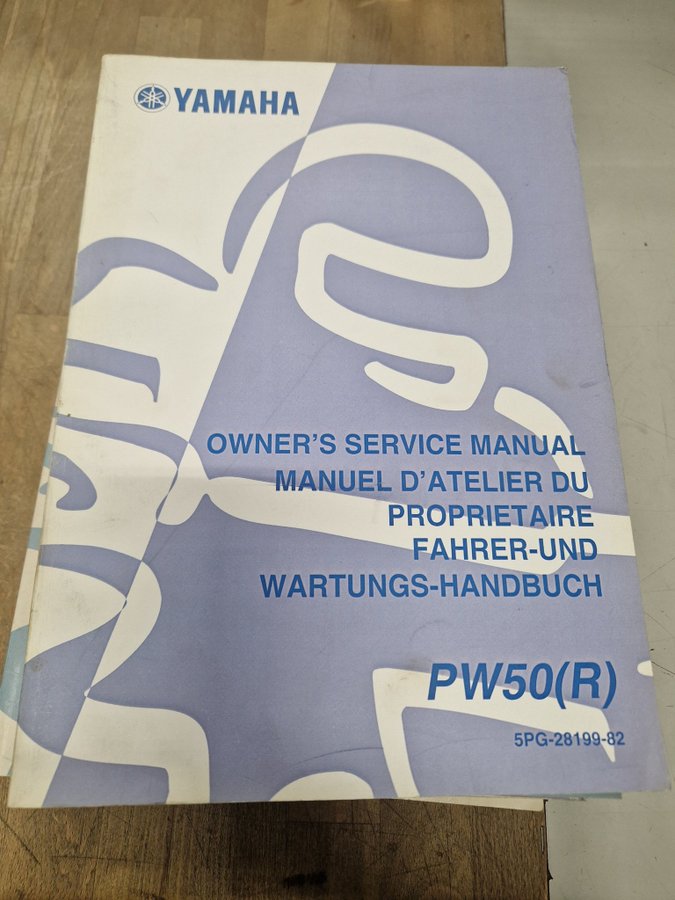 YAMAHA
OWNER'S SERVICE MANUAL
MANUEL D'ATELIER DU
PROPRIETAIRE
FAHRER-UND
WARTUNGS-HANDBUCH
PW50(R)
5PG-28199-82